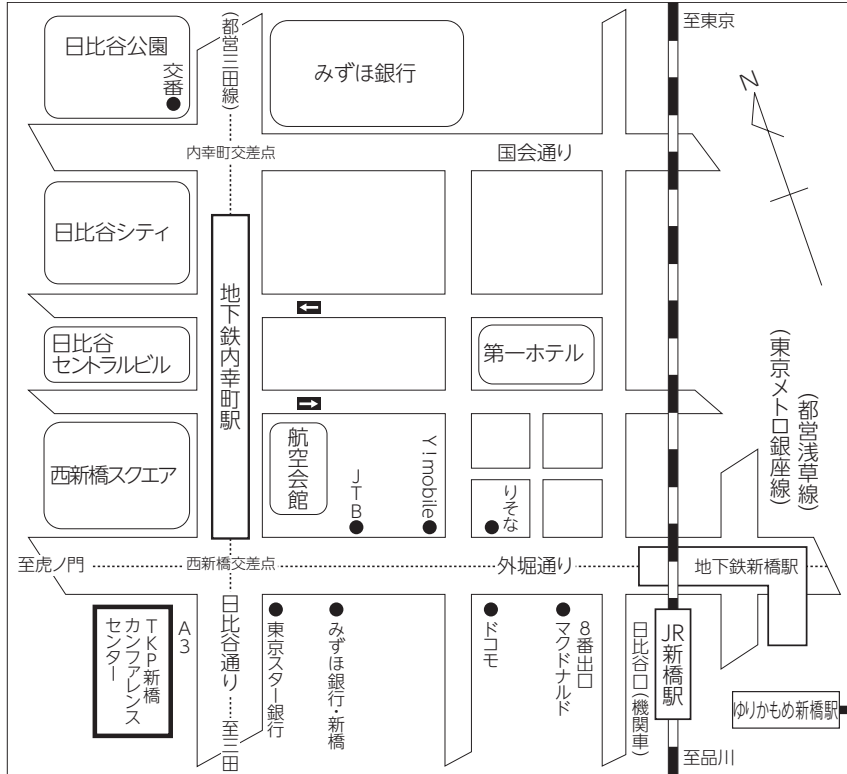 至東京
日比谷公園
交番
(都営三田線)
みずほ銀行
N
内幸町交差点
国会通り
日比谷シティ
地下鉄内幸町駅
日比谷
セントラルビル
第一ホテル
(都営浅草線)
(東京メトロ銀座線)
西新橋スクエア
航空会館
JTB
Y!mobile
りそな
至虎ノ門
西新橋交差点
外堀通り
地下鉄新橋駅
TKP新橋
カンファレンス
センター
A3
日比谷通り
至三田
東京スター銀行
みずほ銀行・新橋
ドコモ
8番出口
マクドナルド
日比谷口(機関車)
JR新橋駅
ゆりかもめ新橋駅
至品川